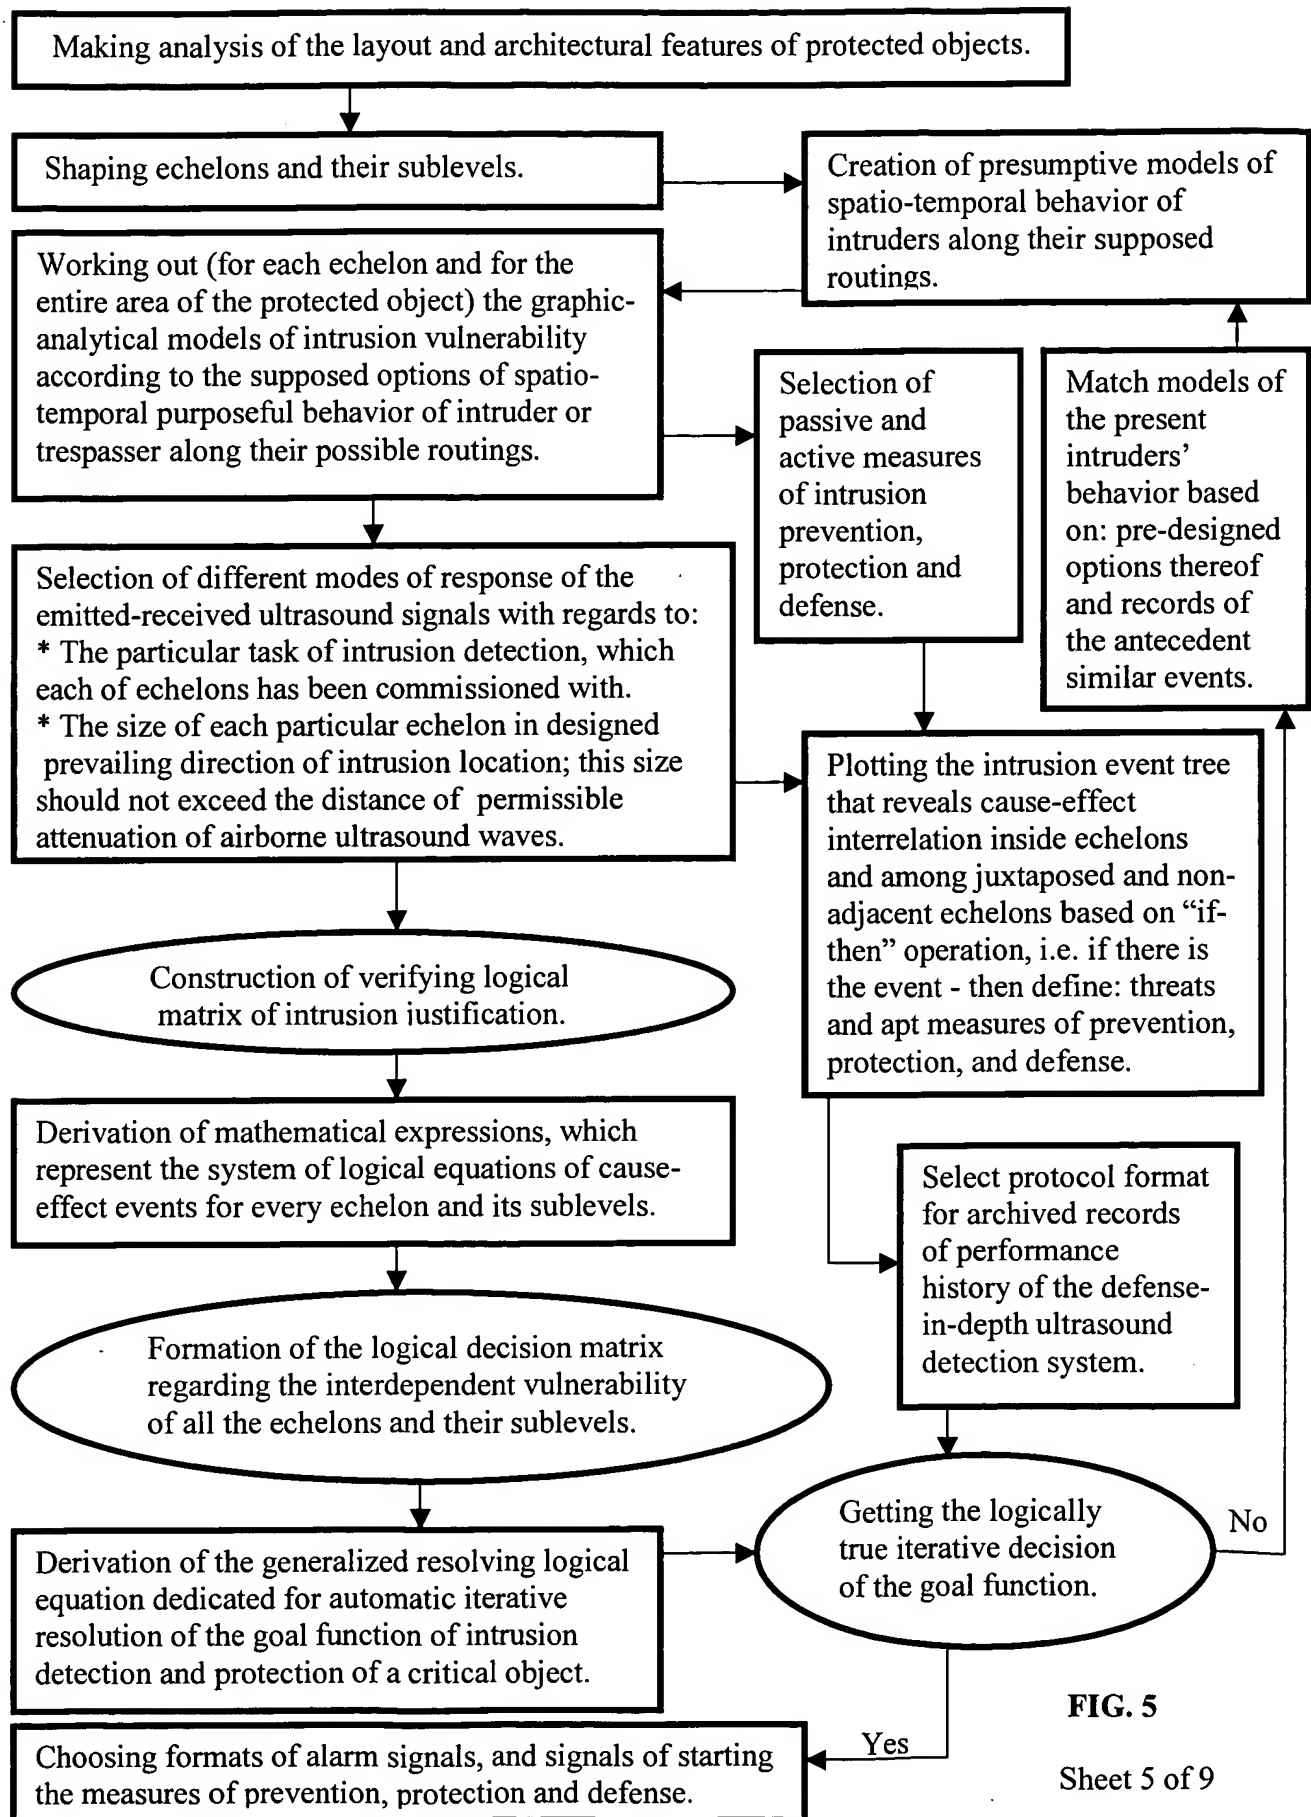 Making analysis of the layout and architectural features of protected objects.
Shaping echelons and their sublevels.
Creation of presumptive models of
spatio-temporal behavior of
intruders along their supposed
routings.
Working out (for each echelon and for the
entire area of the protected object) the graphic-
analytical models of intrusion vulnerability
according to the supposed options of spatio-
temporal purposeful behavior of intruder or
trespasser along their possible routings.
Selection of
passive and
active measures
of intrusion
prevention,
protection and
defense.
Match models of
the present
intruders’
behavior based
on: pre-designed
options thereof
and records of
the antecedent
similar events.
Selection of different modes of response of the
emitted-received ultrasound signals with regards to:
* The particular task of intrusion detection, which
each of echelons has been commissioned with.
* The size of each particular echelon in designed
prevailing direction of intrusion location; this size
should not exceed the distance of permissible
attenuation of airborne ultrasound waves.
Plotting the intrusion event tree
that reveals cause-effect
interrelation inside echelons
and among juxtaposed and non-
adjacent echelons based on “if-
then” operation, i.e. if there is
the event - then define: threats
and apt measures of prevention,
protection, and defense.
Construction of verifying logical
matrix of intrusion justification.
Derivation of mathematical expressions, which
represent the system of logical equations of cause-
effect events for every echelon and its sublevels.
Select protocol format
for archived records
of performance
history of the defense-
in-depth ultrasound
detection system.
Formation of the logical decision matrix
regarding the interdependent vulnerability
of all the echelons and their sublevels.
Getting the logically
true iterative decision
of the goal function.
No
Derivation of the generalized resolving logical
equation dedicated for automatic iterative
resolution of the goal function of intrusion
detection and protection of a critical object.
Yes
Choosing formats of alarm signals, and signals of starting
the measures of prevention, protection and defense.
FIG. 5
Sheet 5 of 9